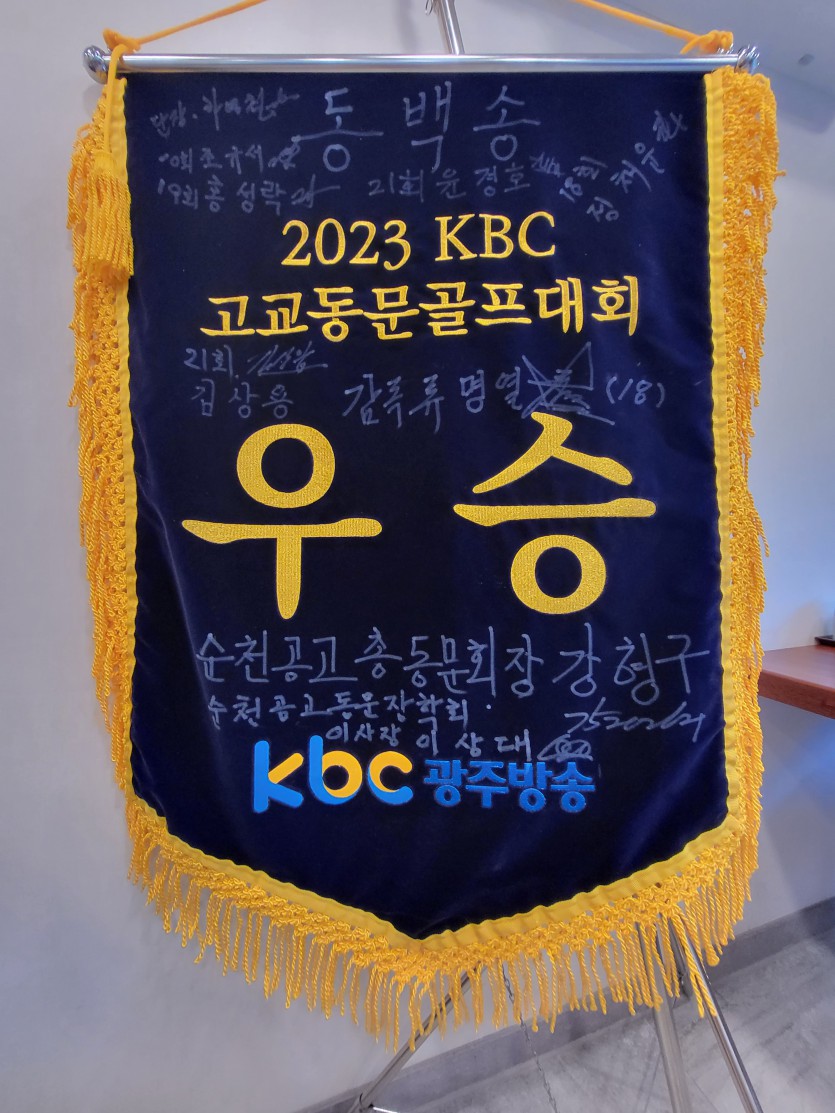 동백송
단장
19회 홍성락
21회 윤경호
18회
2023 KBC
고교동문골프대회
21회
김상용
감독 류명열 (18)
우승
순천공고 총동문회장 강형구
순천공고동문장학회
이사장 이상대
kbc 광주방송